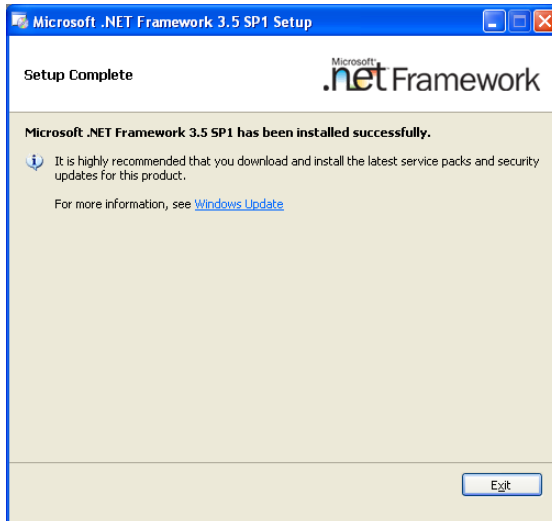 Microsoft .NET Framework 3.5 SP1 Setup
Setup Complete
Microsoft
.net Framework
Microsoft .NET Framework 3.5 SP1 has been installed successfully.
It is highly recommended that you download and install the latest service packs and security
updates for this product.
For more information, see Windows Update
Exit